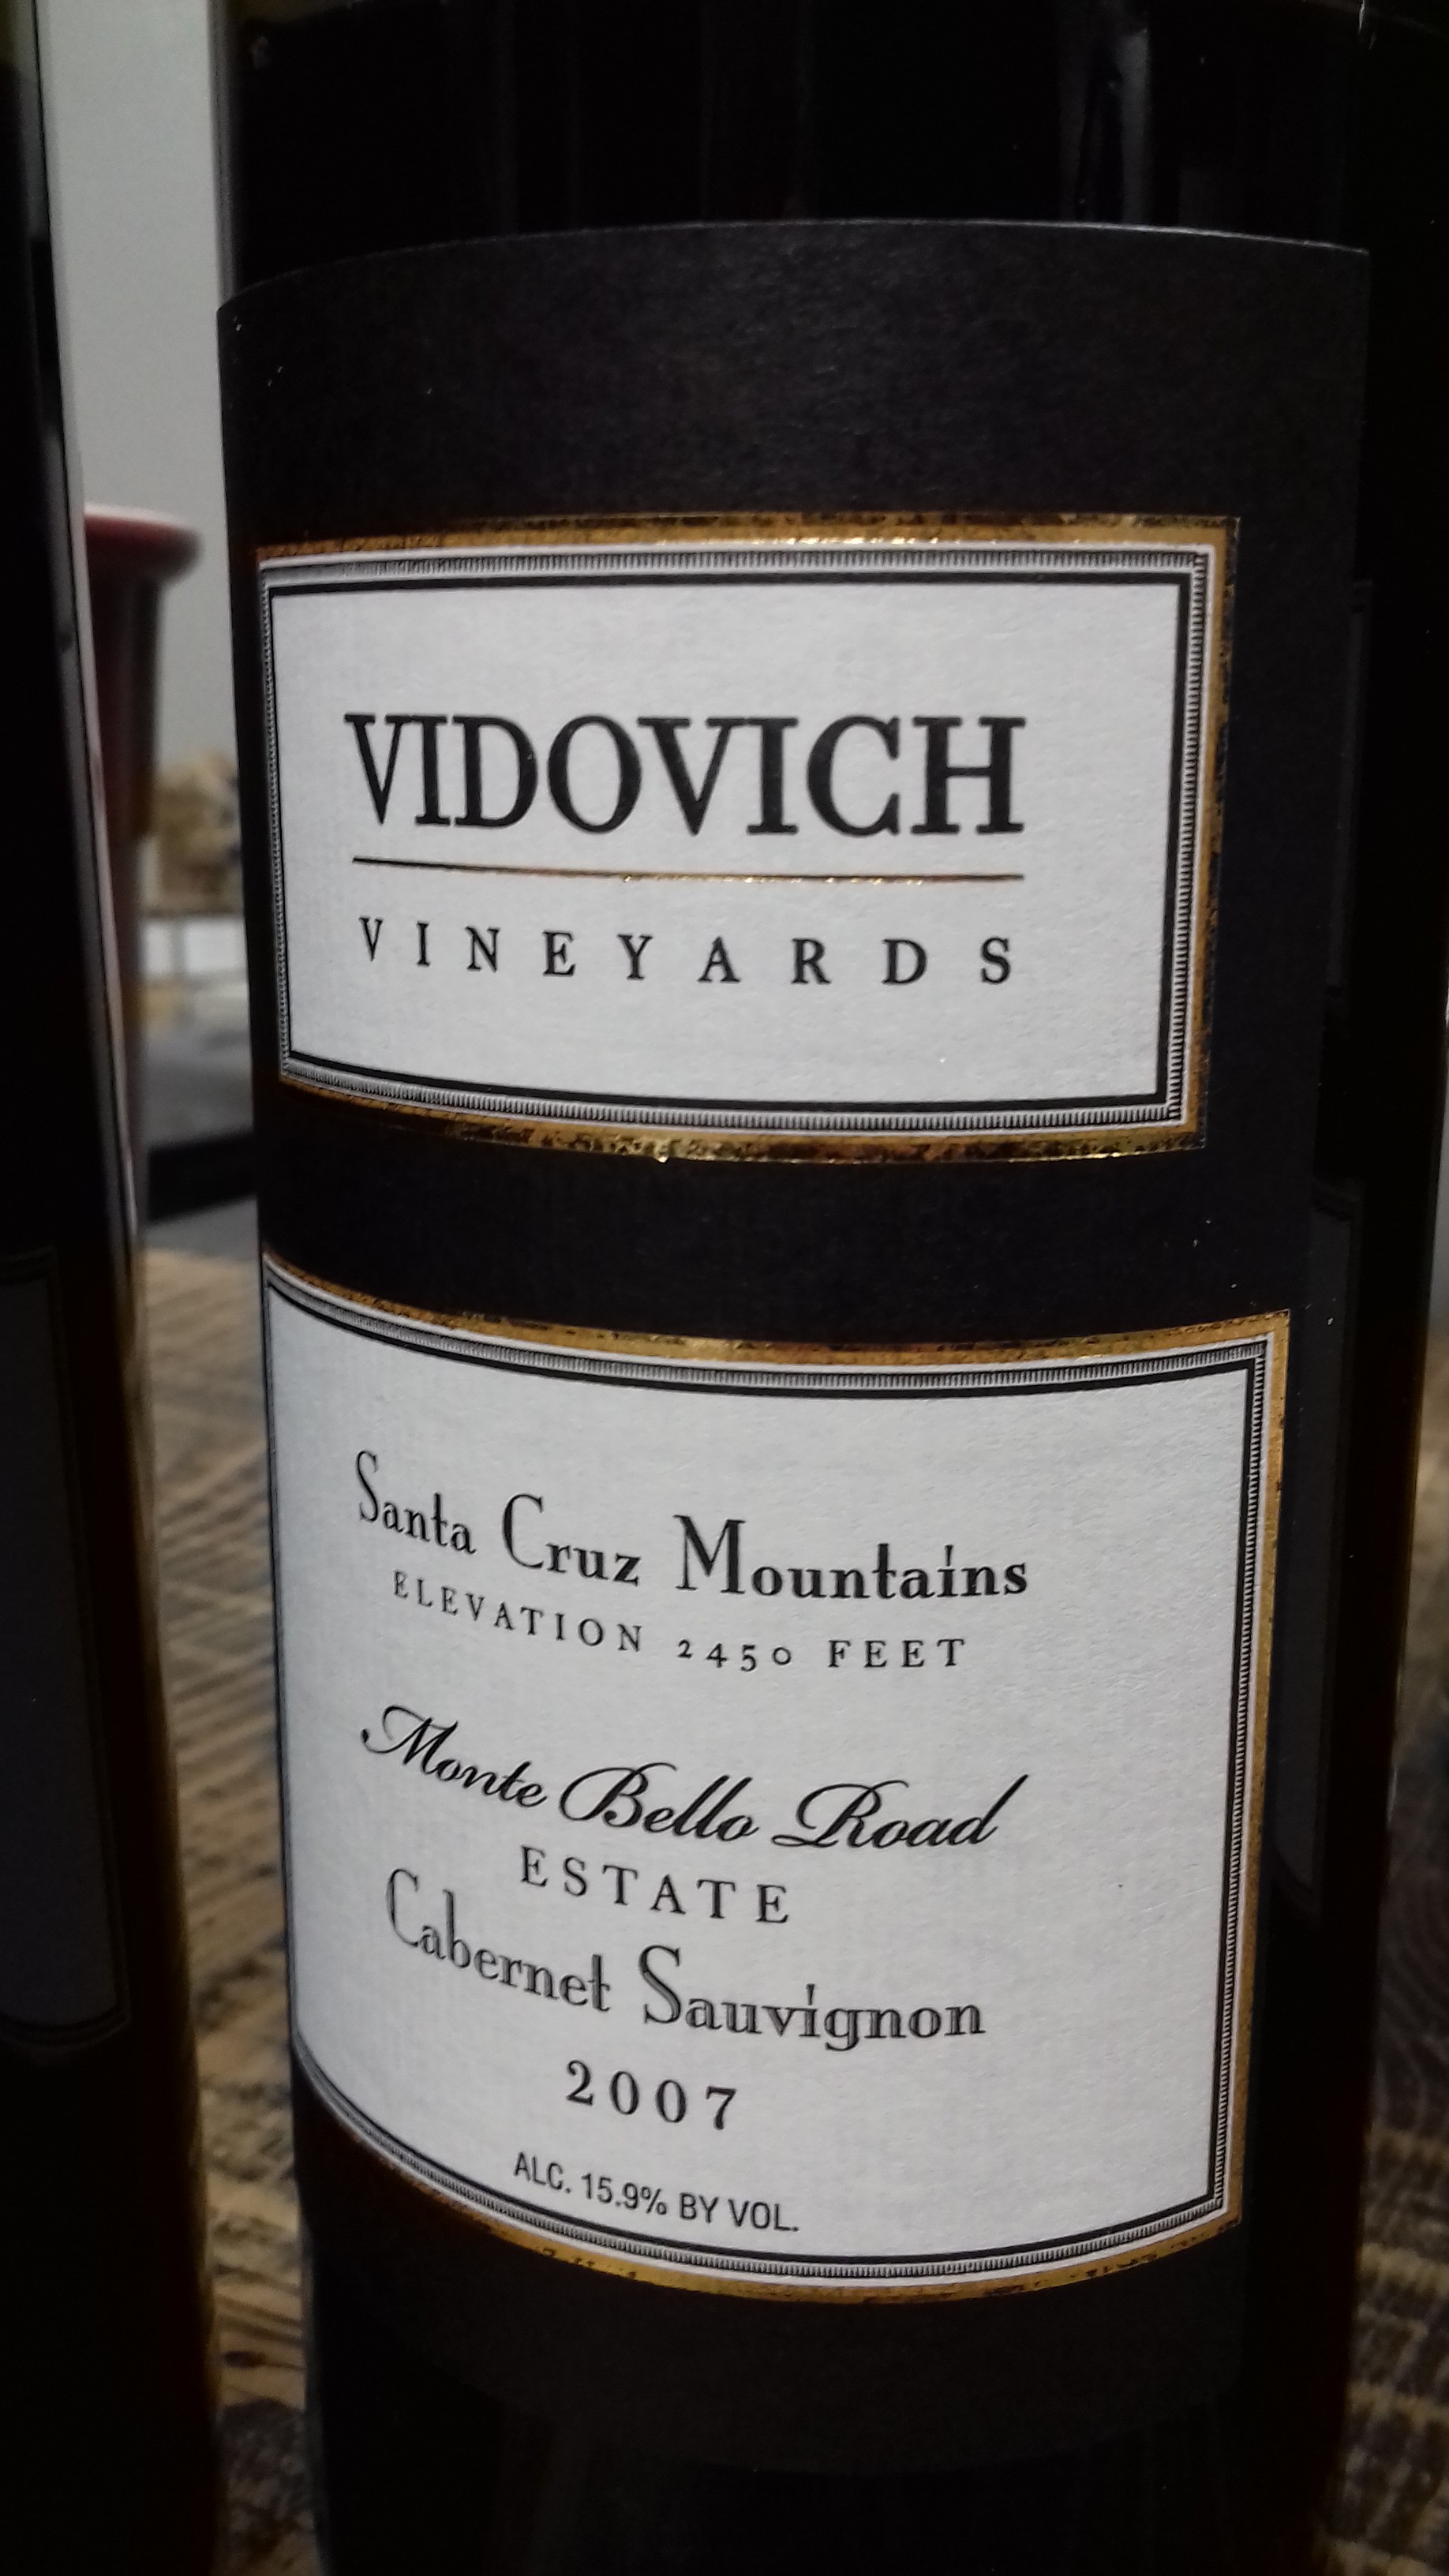 VIDOVICH
VINEYARDS
Santa Cruz Mountains
ELEVATION 2450 FEET
Monte Bello Road
ESTATE
Cabernet Sauvignon
2007
ALC. 15.9% BY VOL.